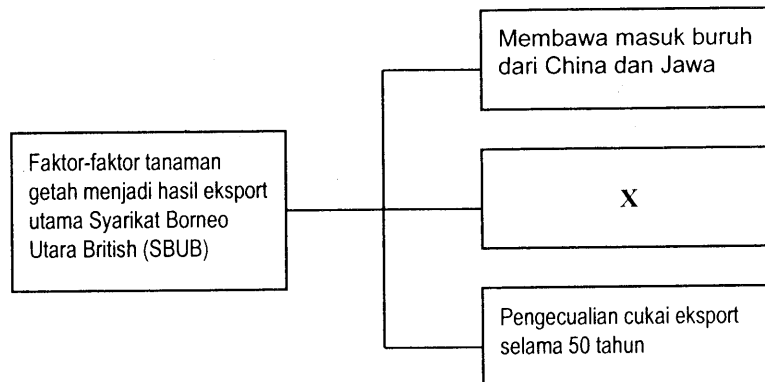 Membawa masuk buruh
dari China dan Jawa
Faktor-faktor tanaman
getah menjadi hasil eksport
utama Syarikat Borneo
Utara British (SBUB)
X
Pengecualian cukai eksport
selama 50 tahun